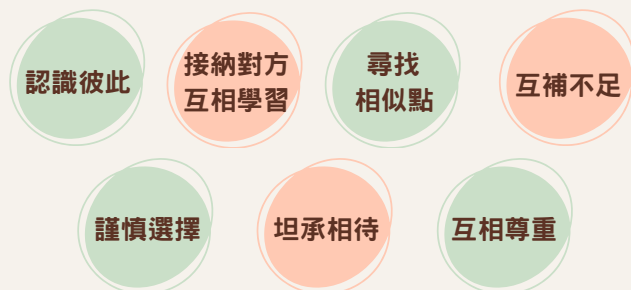 認識彼此
接納對方
互相學習
尋找
相似點
互補不足
謹慎選擇
坦承相待
互相尊重